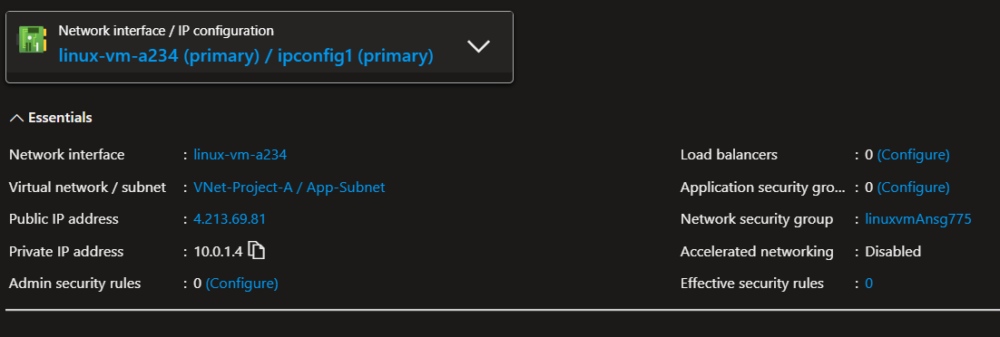 Network interface / IP configuration
linux-vm-a234 (primary) / ipconfig1 (primary)
Essentials
Network interface : linux-vm-a234
Virtual network / subnet : VNet-Project-A / App-Subnet
Public IP address : 4.213.69.81
Private IP address : 10.0.1.4
Admin security rules : 0 (Configure)
Load balancers : 0 (Configure)
Application security gro... : 0 (Configure)
Network security group : linuxvmAnsg775
Accelerated networking : Disabled
Effective security rules : 0